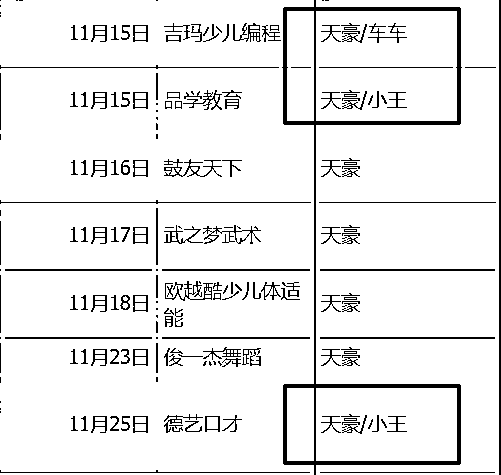 11月15日 吉玛少儿编程 天豪/车车
11月15日 品学教育 天豪/小王
11月16日 鼓友天下 天豪
11月17日 武之梦武术 天豪
11月18日 欧越酷少儿体适 天豪
能
11月23日 俊一杰舞蹈 天豪
11月25日 德艺口才 天豪/小王